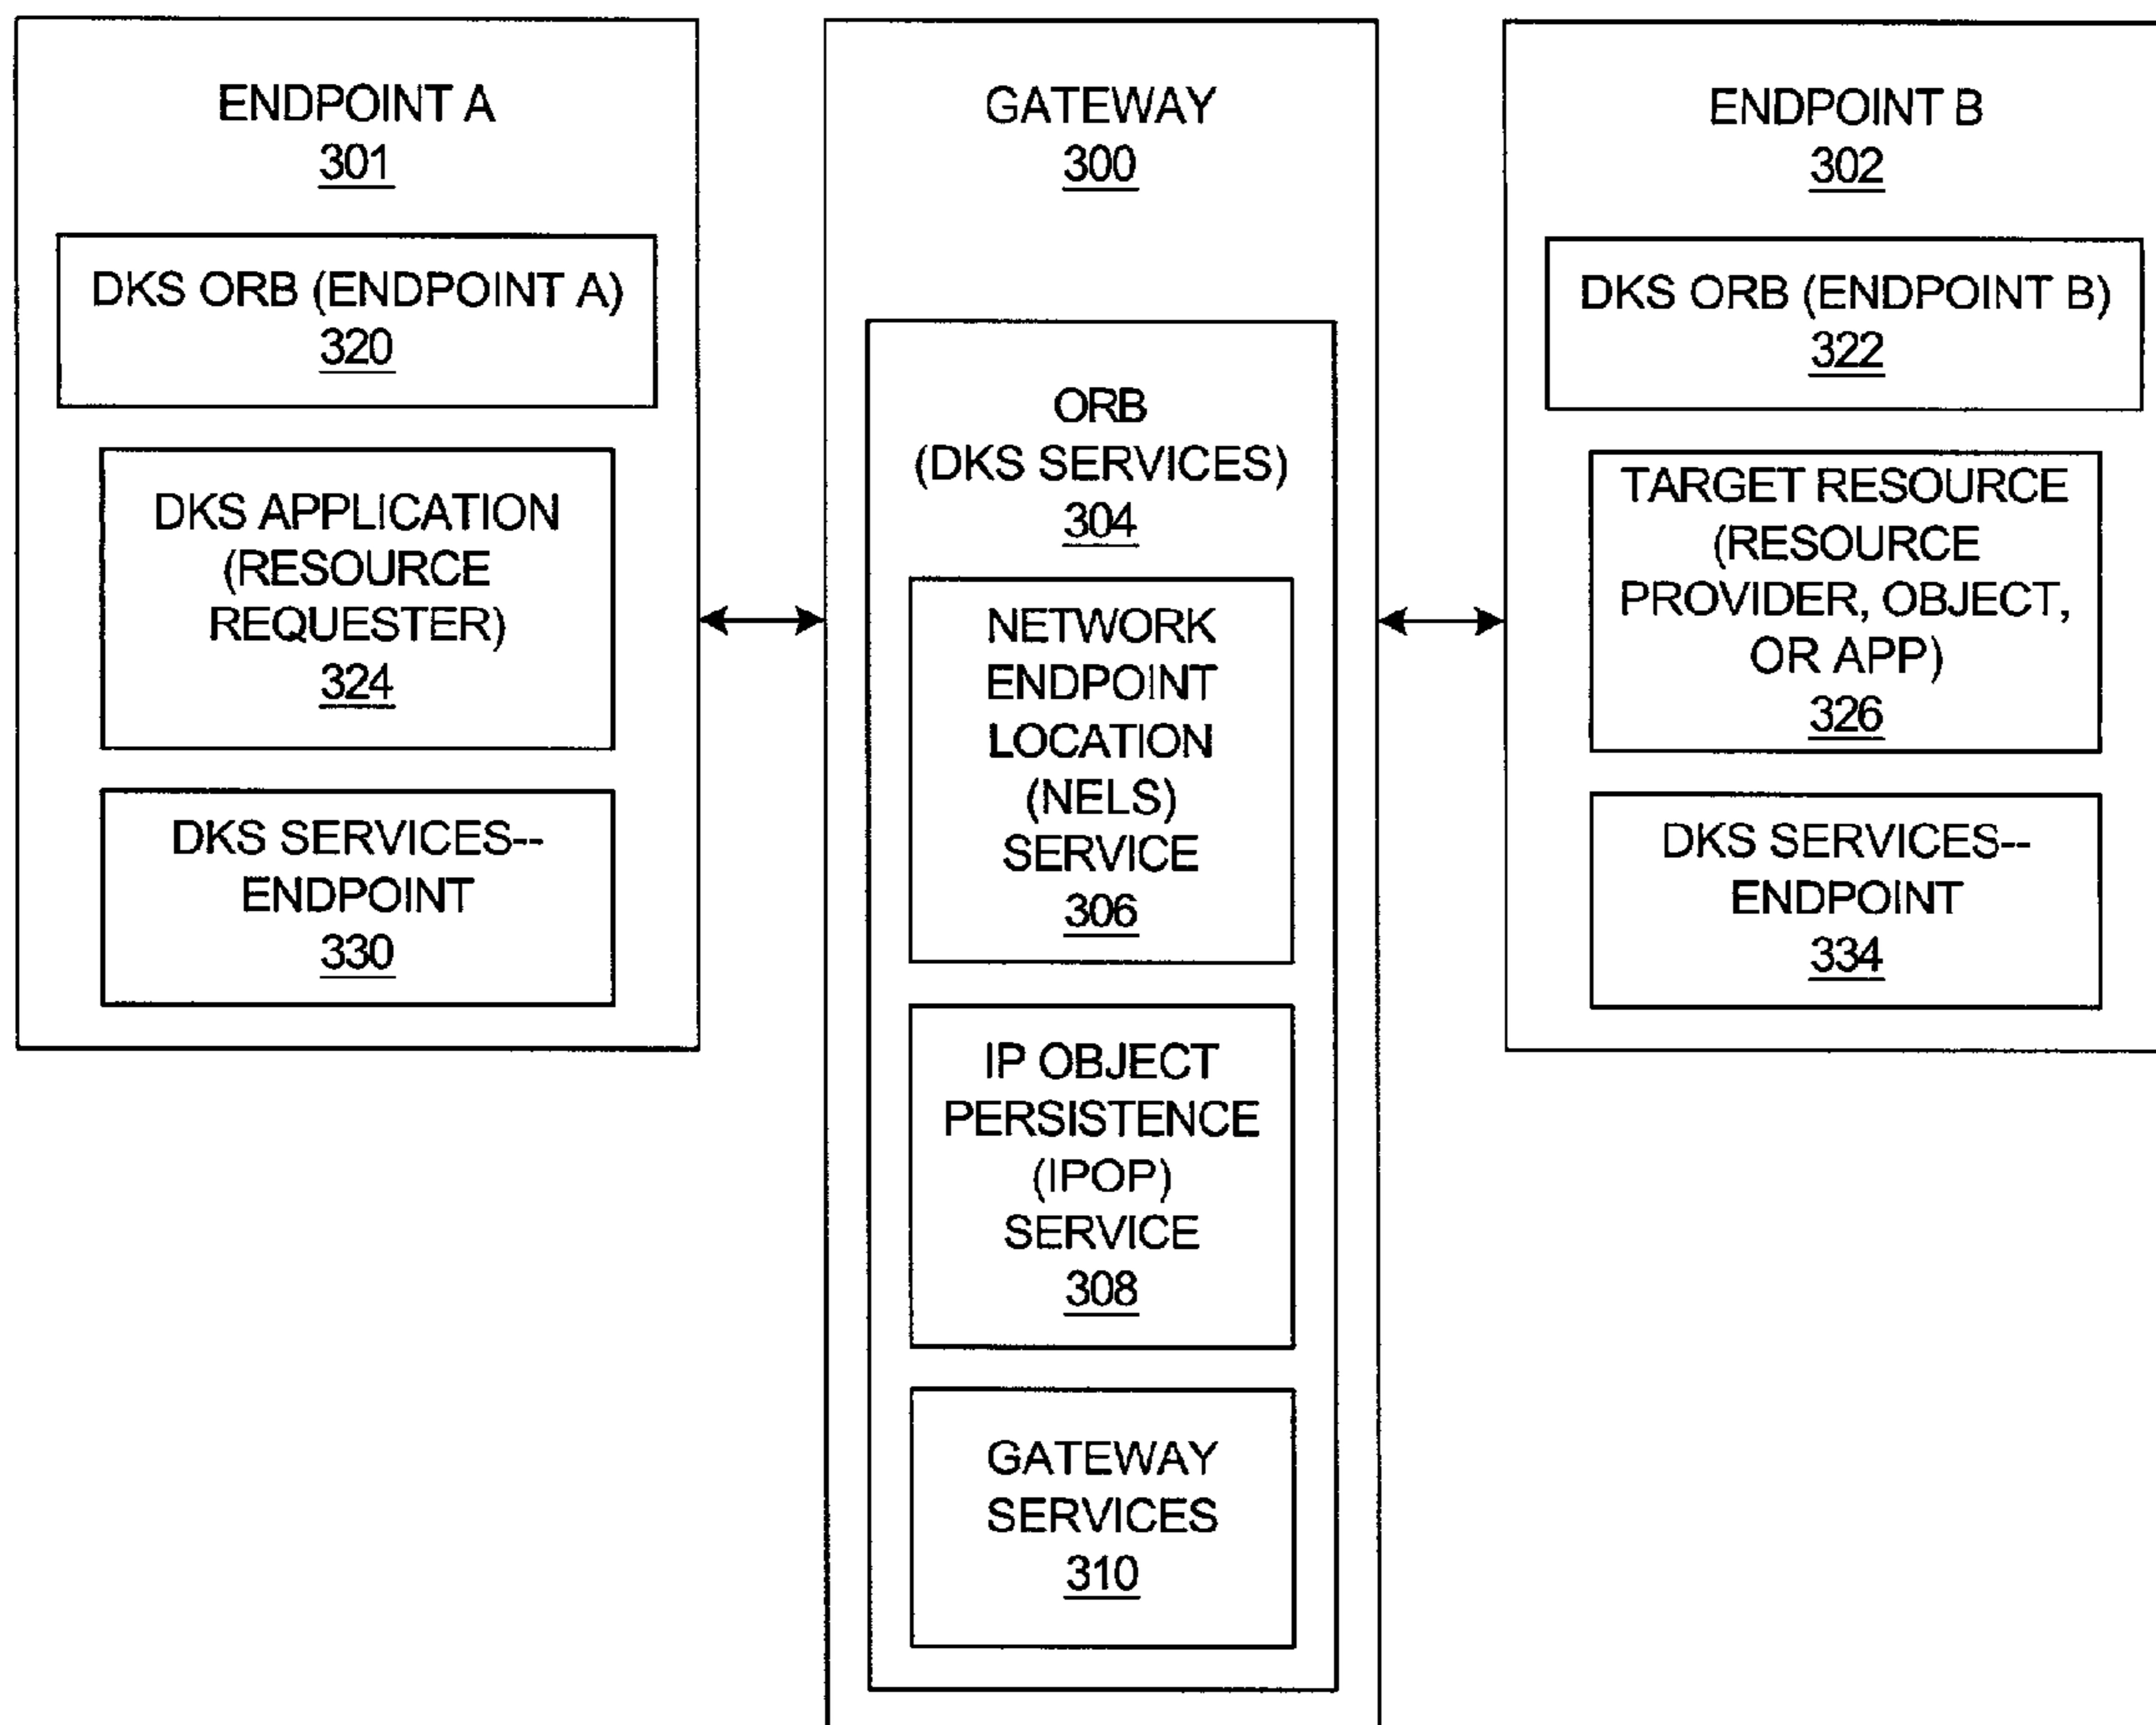 ENDPOINT A
301
DKS ORB (ENDPOINT A)
320
DKS APPLICATION
(RESOURCE
REQUESTER)
324
DKS SERVICES--
ENDPOINT
330
GATEWAY
300
ORB
(DKS SERVICES)
304
NETWORK
ENDPOINT
LOCATION
(NELS)
SERVICE
306
IP OBJECT
PERSISTENCE
(IPOP)
SERVICE
308
GATEWAY
SERVICES
310
ENDPOINT B
302
DKS ORB (ENDPOINT B)
322
TARGET RESOURCE
(RESOURCE
PROVIDER, OBJECT,
OR APP)
326
DKS SERVICES--
ENDPOINT
334